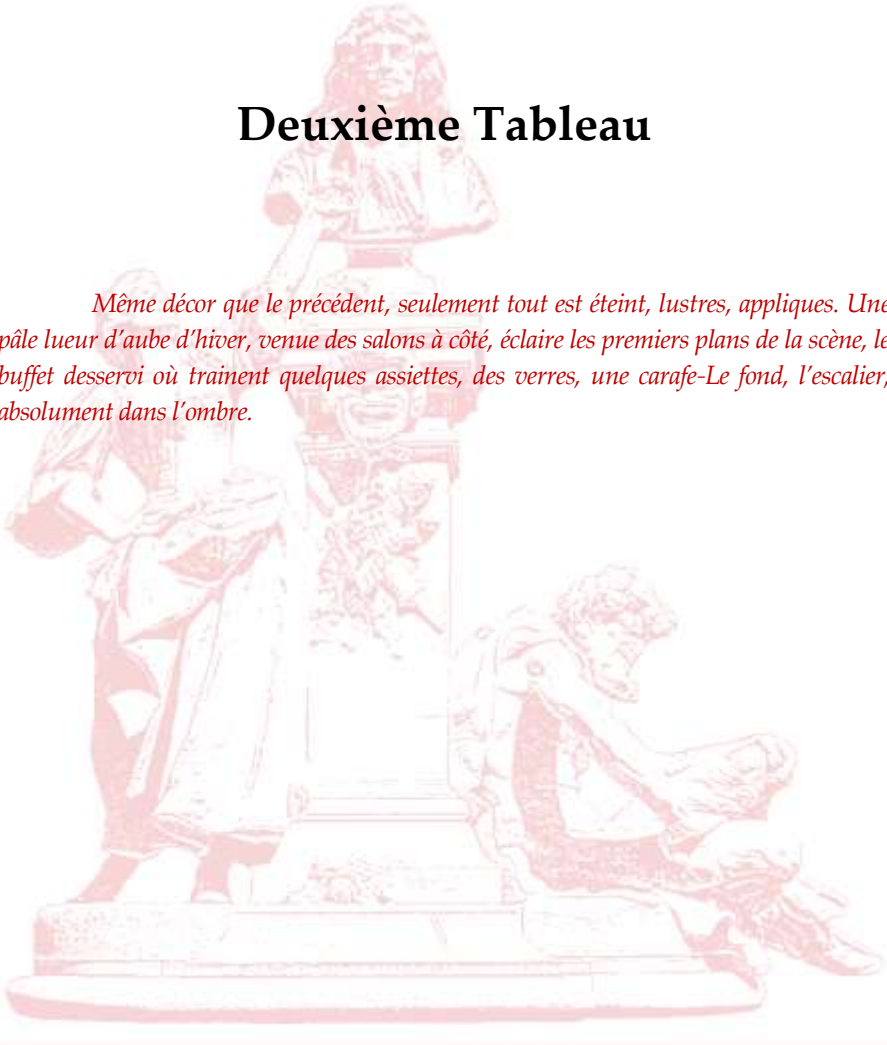 Deuxième Tableau
Même décor que le précédent, seulement tout est éteint, lustres, appliques. Une
pâle lueur d’aube d’hiver, venue des salons à côté, éclaire les premiers plans de la scène, le
buffet desservi où trainent quelques assiettes, des verres, une carafe-Le fond, l’escalier,
absolument dans l’ombre.